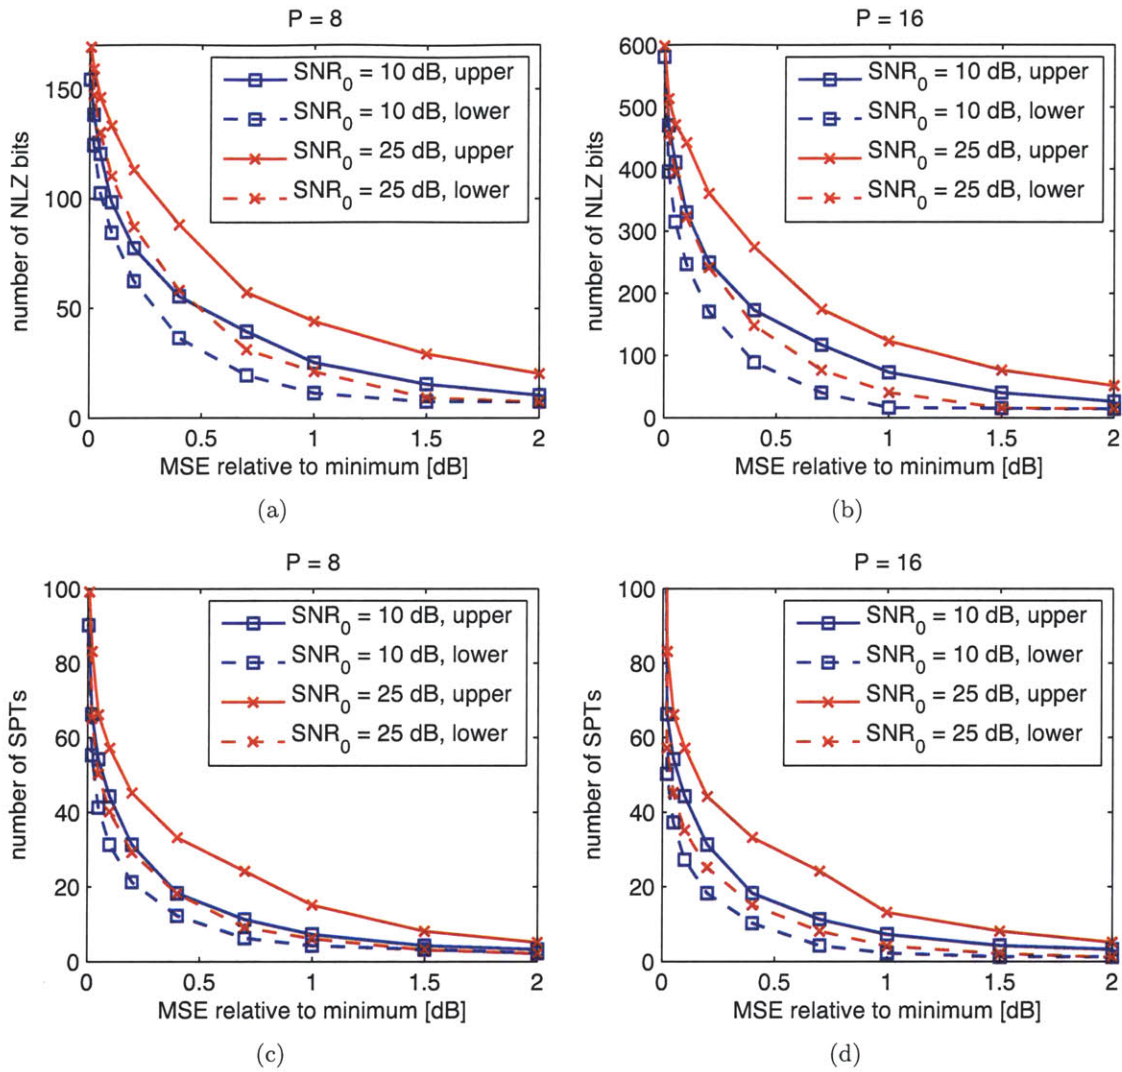 P = 8
number of NLZ bits
150
100
50
0
SNR0 = 10 dB, upper
SNR0 = 10 dB, lower
SNR0 = 25 dB, upper
SNR0 = 25 dB, lower
0 0.5 1 1.5 2
MSE relative to minimum [dB]
(a)
P = 16
number of NLZ bits
600
500
400
300
200
100
0
SNR0 = 10 dB, upper
SNR0 = 10 dB, lower
SNR0 = 25 dB, upper
SNR0 = 25 dB, lower
0 0.5 1 1.5 2
MSE relative to minimum [dB]
(b)
P = 8
number of SPTs
100
80
60
40
20
0
SNR0 = 10 dB, upper
SNR0 = 10 dB, lower
SNR0 = 25 dB, upper
SNR0 = 25 dB, lower
0 0.5 1 1.5 2
MSE relative to minimum [dB]
(c)
P = 16
number of SPTs
100
80
60
40
20
0
SNR0 = 10 dB, upper
SNR0 = 10 dB, lower
SNR0 = 25 dB, upper
SNR0 = 25 dB, lower
0 0.5 1 1.5 2
MSE relative to minimum [dB]
(d)